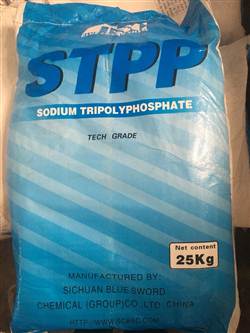 STPP
SODIUM TRIPOLYPHOSPHATE
TECH GRADE
Net content
25Kg
MANUFACTURED BY:
SICHUAN BLUE SWORD
CHEMICAL (GROUP)CO.,LTD.CHINA